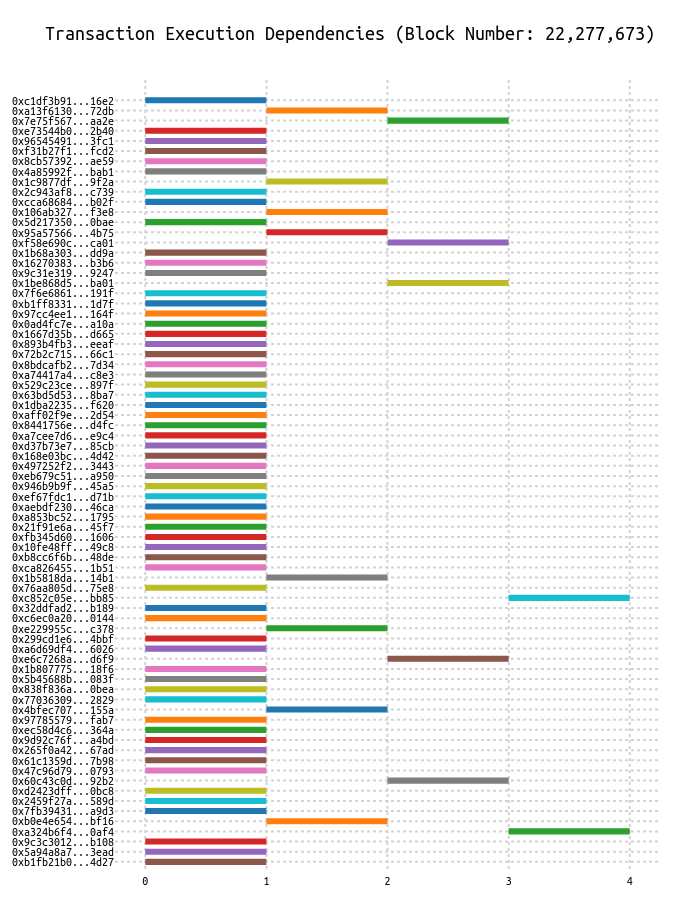 Transaction Execution Dependencies (Block Number: 22,277,673)
0xc1df3b91...16e2
0xa13f6130...72db
0x7e75f567...aa2e
0xe73544b0...2b40
0x96545491...3fc1
0xf31b27f1...fcd2
0x8cb57392...ae59
0x4a85992f...bab1
0x1c9877df...9f2a
0x2c943af8...c739
0xcca68684...b02f
0x106ab327...f3e8
0x5d217350...0bae
0x95a57566...4b75
0xf58e690c...ca01
0x1b68a303...dd9a
0x16270383...b3b6
0x9c31e319...9247
0x1be868d5...ba01
0x7f6e6861...191f
0xb1ff8331...1d7f
0x97cc4ee1...164f
0x0ad4fc7e...a10a
0x1667d35b...d665
0x893b4fb3...eeaf
0x72b2c715...66c1
0x8bdcafb2...7d34
0xa74417a4...c8e3
0x529c23ce...897f
0x63bd5d53...8ba7
0x1dba2235...f620
0xaff02f9e...2d54
0x8441756e...d4fc
0xa7cee7d6...e9c4
0xd37b73e7...85cb
0x168e03bc...4d42
0x497252f2...3443
0xeb679c51...a950
0x946b9b9f...45a5
0xef67fdc1...d71b
0xaebdf230...46ca
0xa853bc52...1795
0x21f91e6a...45f7
0xfb345d60...1606
0x10fe48ff...49c8
0xb8cc6f6b...48de
0xca826455...1b51
0x1b5818da...14b1
0x76aa805d...75e8
0xc852c05e...bb85
0x32ddfad2...b189
0xc6ec0a20...0144
0xe229955c...c378
0x299cd1e6...4bbf
0xa6d69df4...6026
0xe6c7268a...d6f9
0x1b807775...18f6
0x5b45688b...083f
0x838f836a...0bea
0x77036309...2829
0x4bfec707...155a
0x97785579...fab7
0xec58d4c6...364a
0x9d92c76f...a4bd
0x265f0a42...67ad
0x61c1359d...7b98
0x47c96d79...0793
0x60c43c0d...92b2
0xd2423dff...0bc8
0x2459f27a...589d
0x7fb39431...a9d3
0xb0e4e654...bf16
0xa324b6f4...0af4
0x9c3c3012...b108
0x5a94a8a7...3ead
0xb1fb21b0...4d27
0 1 2 3 4